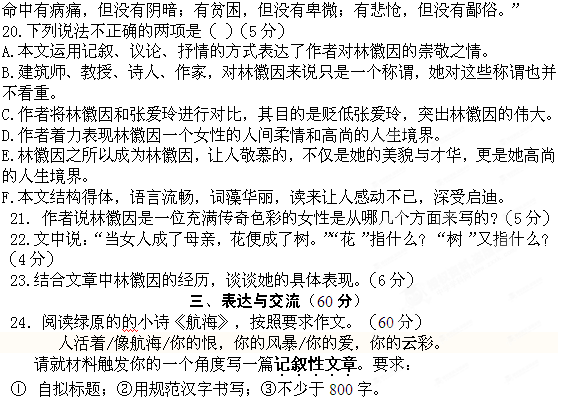 命中有病痛，但没有阴暗；有贫困，但没有卑微；有悲怆，但没有鄙俗。”
20.下列说法不正确的两项是（ ）（5分）
A.本文运用记叙、议论、抒情的方式表达了作者对林徽因的崇敬之情。
B.建筑师、教授、诗人、作家，对林徽因来说只是一个称谓，她对这些称谓也并
不看重。
C.作者将林徽因和张爱玲进行对比，其目的是贬低张爱玲，突出林徽因的伟大。
D.作者着力表现林徽因一个女性的人间柔情和高尚的人生境界。
E.林徽因之所以成为林徽因，让人敬慕的，不仅是她的美貌与才华，更是她高尚
的人生境界。
F.本文结构得体，语言流畅，词藻华丽，读来让人感动不已，深受启迪。
21. 作者说林徽因是一位充满传奇色彩的女性是从哪几个方面来写的？（5分）
22.文中说：“当女人成了母亲，花便成了树。”“花”指什么？“树”又指什么？
（4分）
23.结合文章中林徽因的经历，谈谈她的具体表现。（6分）
三、表达与交流（60分）
24. 阅读绿原的的小诗《航海》，按照要求作文。（60分）
人活着/像航海/你的恨，你的风暴/你的爱，你的云彩。
请就材料触发你的一个角度写一篇记叙性文章。要求：
① 自拟标题；②用规范汉字书写；③不少于800字。